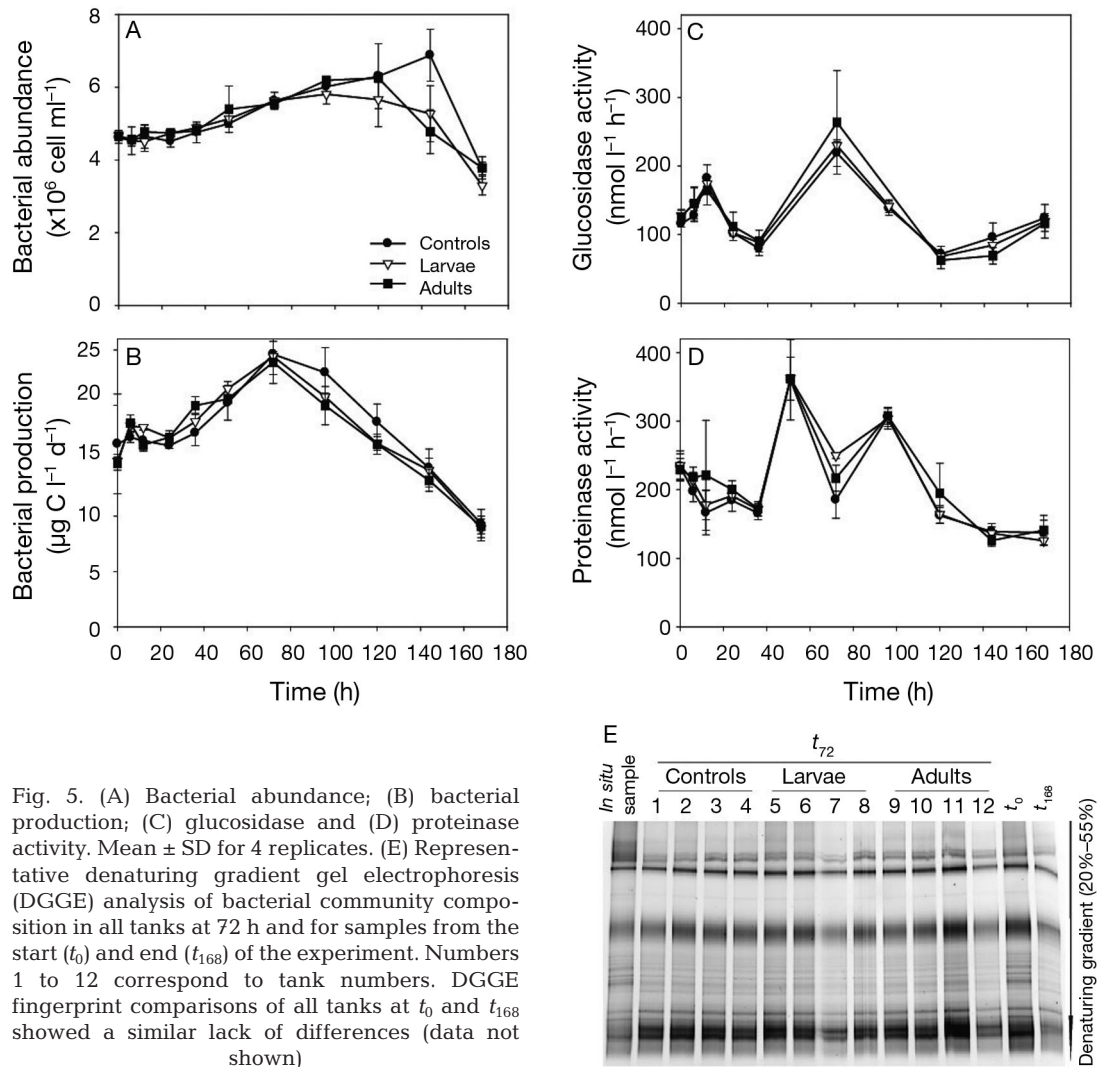 A
Bacterial abundance
(x10⁶ cell ml⁻¹)
8
6
4
2
0
Controls
Larvae
Adults
B
Bacterial production
(µg C l⁻¹ d⁻¹)
25
20
15
10
5
0
0 20 40 60 80 100 120 140 160 180
Time (h)
C
Glucosidase activity
(nmol l⁻¹ h⁻¹)
400
300
200
100
0
D
Proteinase activity
(nmol l⁻¹ h⁻¹)
400
300
200
100
0
0 20 40 60 80 100 120 140 160 180
Time (h)
E
t₇₂
In situ
sample
Controls Larvae Adults
1 2 3 4 5 6 7 8 9 10 11 12
t₀
t₁₆₈
Denaturing gradient (20%–55%)
Fig. 5. (A) Bacterial abundance; (B) bacterial
production; (C) glucosidase and (D) proteinase
activity. Mean ± SD for 4 replicates. (E) Represen-
tative denaturing gradient gel electrophoresis
(DGGE) analysis of bacterial community compo-
sition in all tanks at 72 h and for samples from the
start (t₀) and end (t₁₆₈) of the experiment. Numbers
1 to 12 correspond to tank numbers. DGGE
fingerprint comparisons of all tanks at t₀ and t₁₆₈
showed a similar lack of differences (data not
shown)